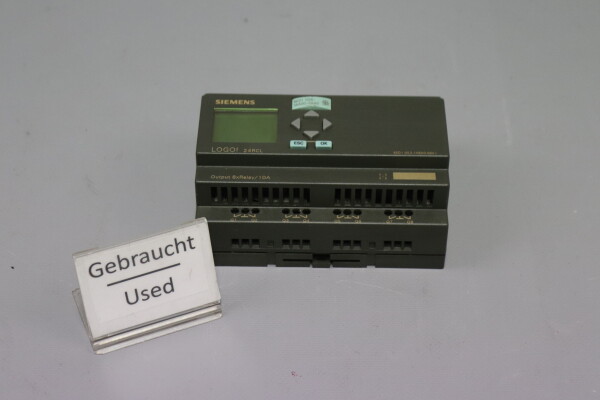 SIEMENS
LOGO! 24RCL
ESC OK
Output 8xRelay/10A
Gebraucht
Used